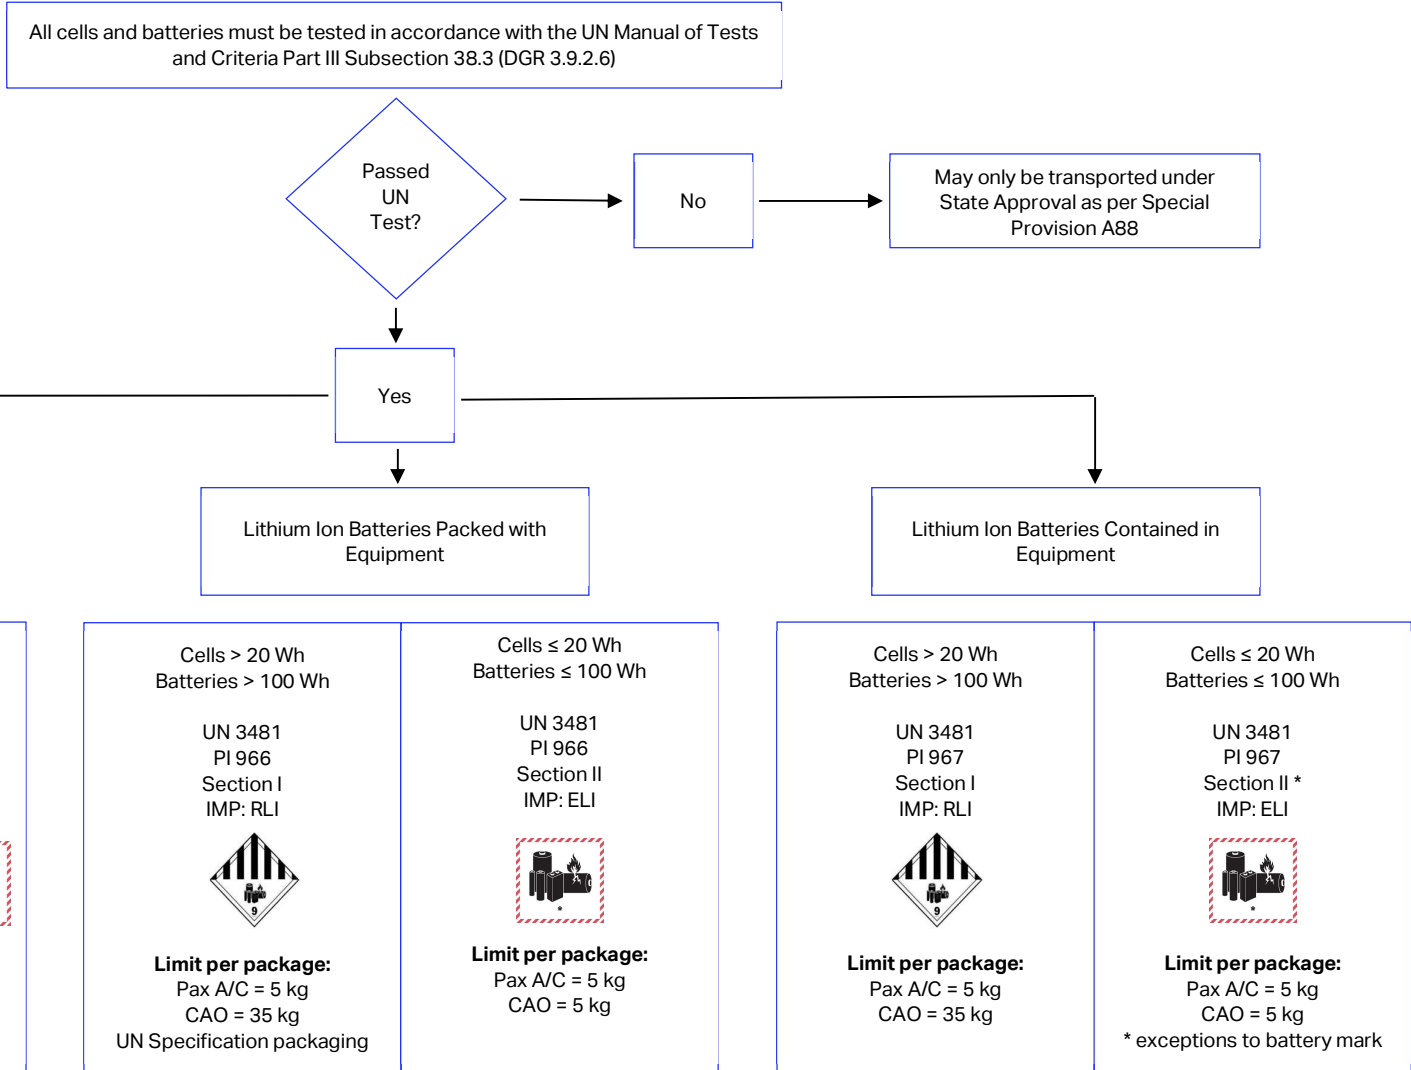 All cells and batteries must be tested in accordance with the UN Manual of Tests
and Criteria Part III Subsection 38.3 (DGR 3.9.2.6)
Passed
UN
Test?
No
May only be transported under
State Approval as per Special
Provision A88
Yes
Lithium Ion Batteries Packed with
Equipment
Lithium Ion Batteries Contained in
Equipment
Cells > 20 Wh
Batteries > 100 Wh
UN 3481
PI 966
Section I
IMP: RLI
9
Limit per package:
Pax A/C = 5 kg
CAO = 35 kg
UN Specification packaging
Cells ≤ 20 Wh
Batteries ≤ 100 Wh
UN 3481
PI 966
Section II
IMP: ELI
*
Limit per package:
Pax A/C = 5 kg
CAO = 5 kg
Cells > 20 Wh
Batteries > 100 Wh
UN 3481
PI 967
Section I
IMP: RLI
9
Limit per package:
Pax A/C = 5 kg
CAO = 35 kg
Cells ≤ 20 Wh
Batteries ≤ 100 Wh
UN 3481
PI 967
Section II *
IMP: ELI
*
Limit per package:
Pax A/C = 5 kg
CAO = 5 kg
* exceptions to battery mark